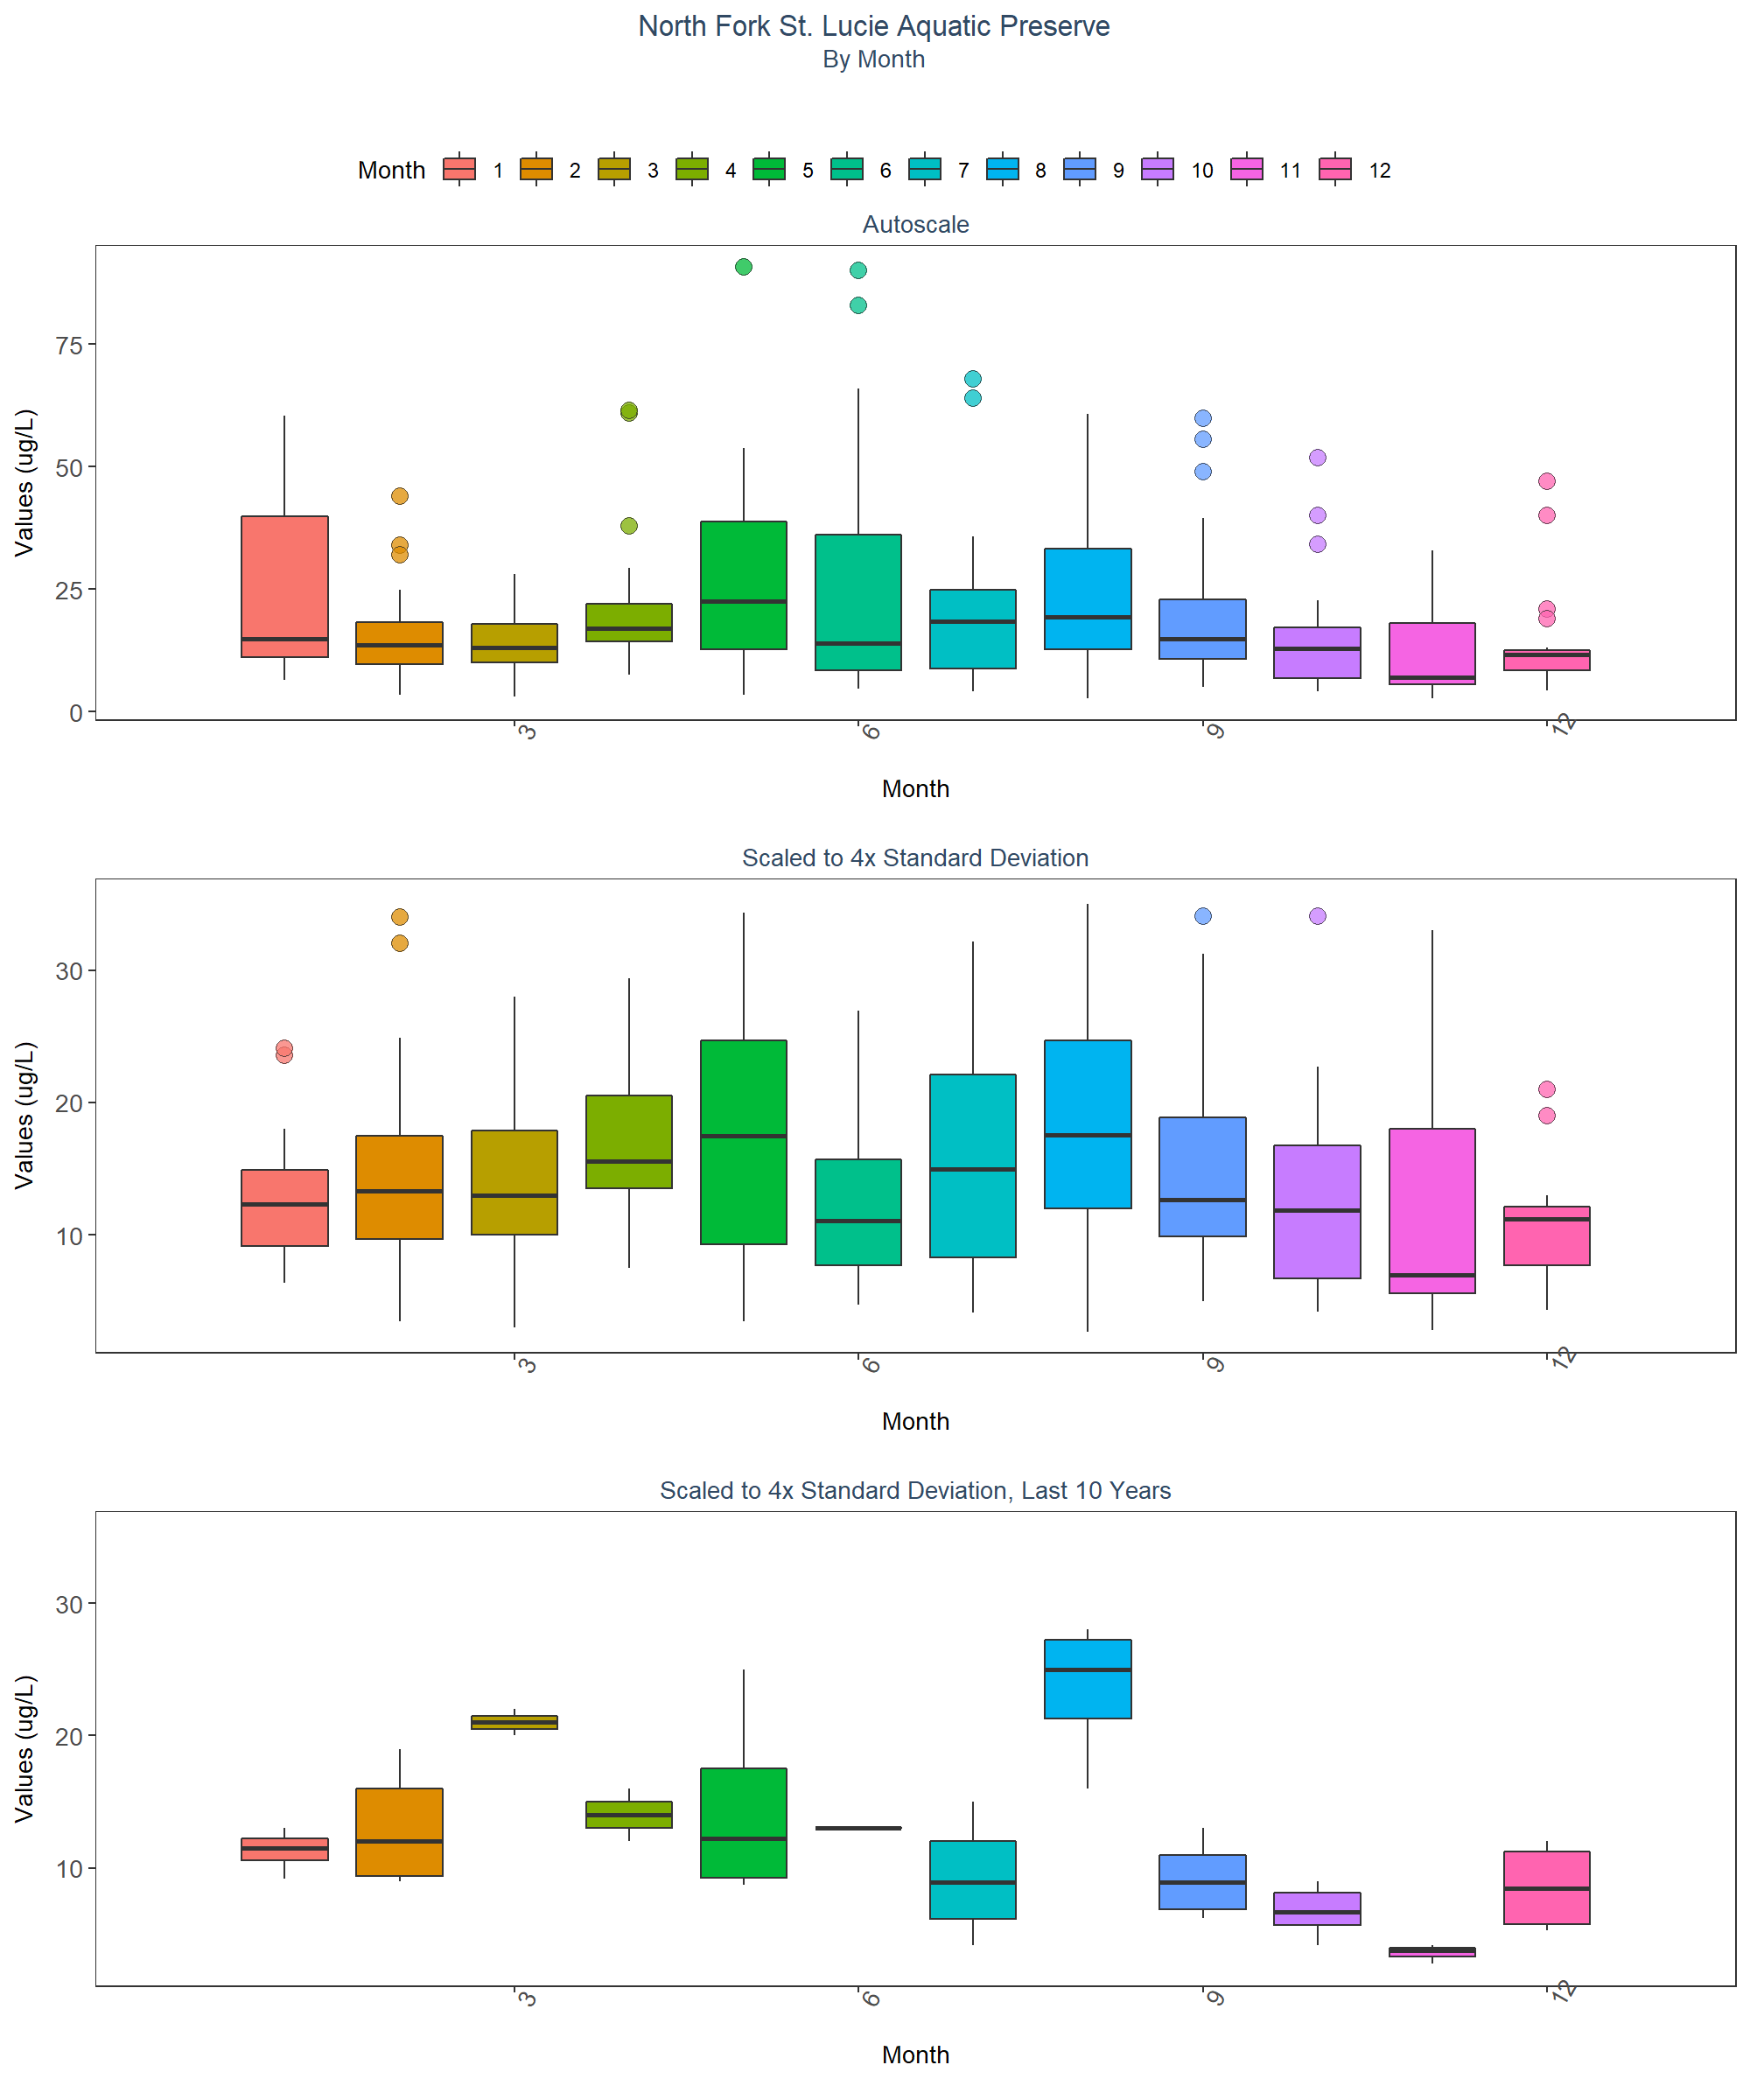 North Fork St. Lucie Aquatic Preserve
By Month
Month 1 2 3 4 5 6 7 8 9 10 11 12
Autoscale
Values (ug/L)
75
50
25
0
3 6 9 12
Month
Scaled to 4x Standard Deviation
Values (ug/L)
30
20
10
3 6 9 12
Month
Scaled to 4x Standard Deviation, Last 10 Years
Values (ug/L)
30
20
10
3 6 9 12
Month